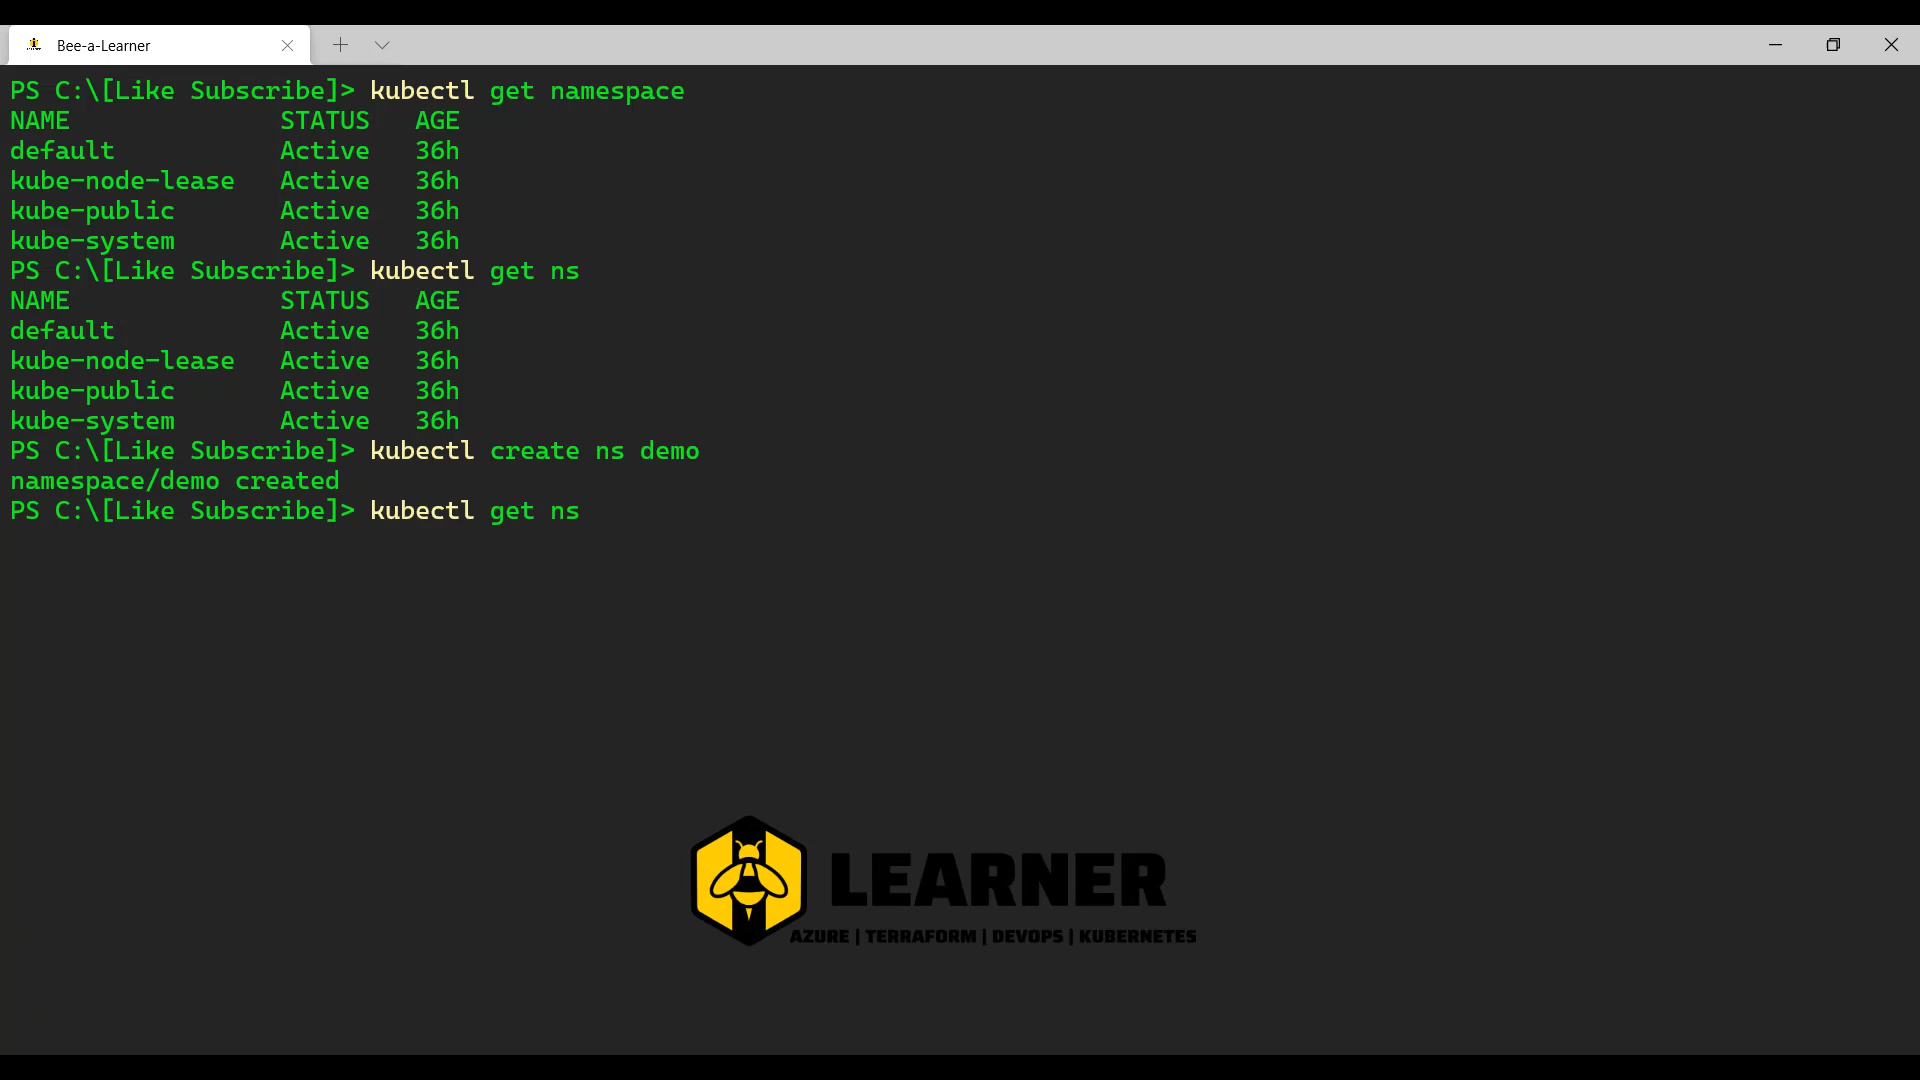 Bee-a-Learner
PS C:\[Like Subscribe]> kubectl get namespace
NAME              STATUS   AGE
default           Active   36h
kube-node-lease   Active   36h
kube-public       Active   36h
kube-system       Active   36h
PS C:\[Like Subscribe]> kubectl get ns
NAME              STATUS   AGE
default           Active   36h
kube-node-lease   Active   36h
kube-public       Active   36h
kube-system       Active   36h
PS C:\[Like Subscribe]> kubectl create ns demo
namespace/demo created
PS C:\[Like Subscribe]> kubectl get ns
LEARNER
AZURE | TERRAFORM | DEVOPS | KUBERNETES